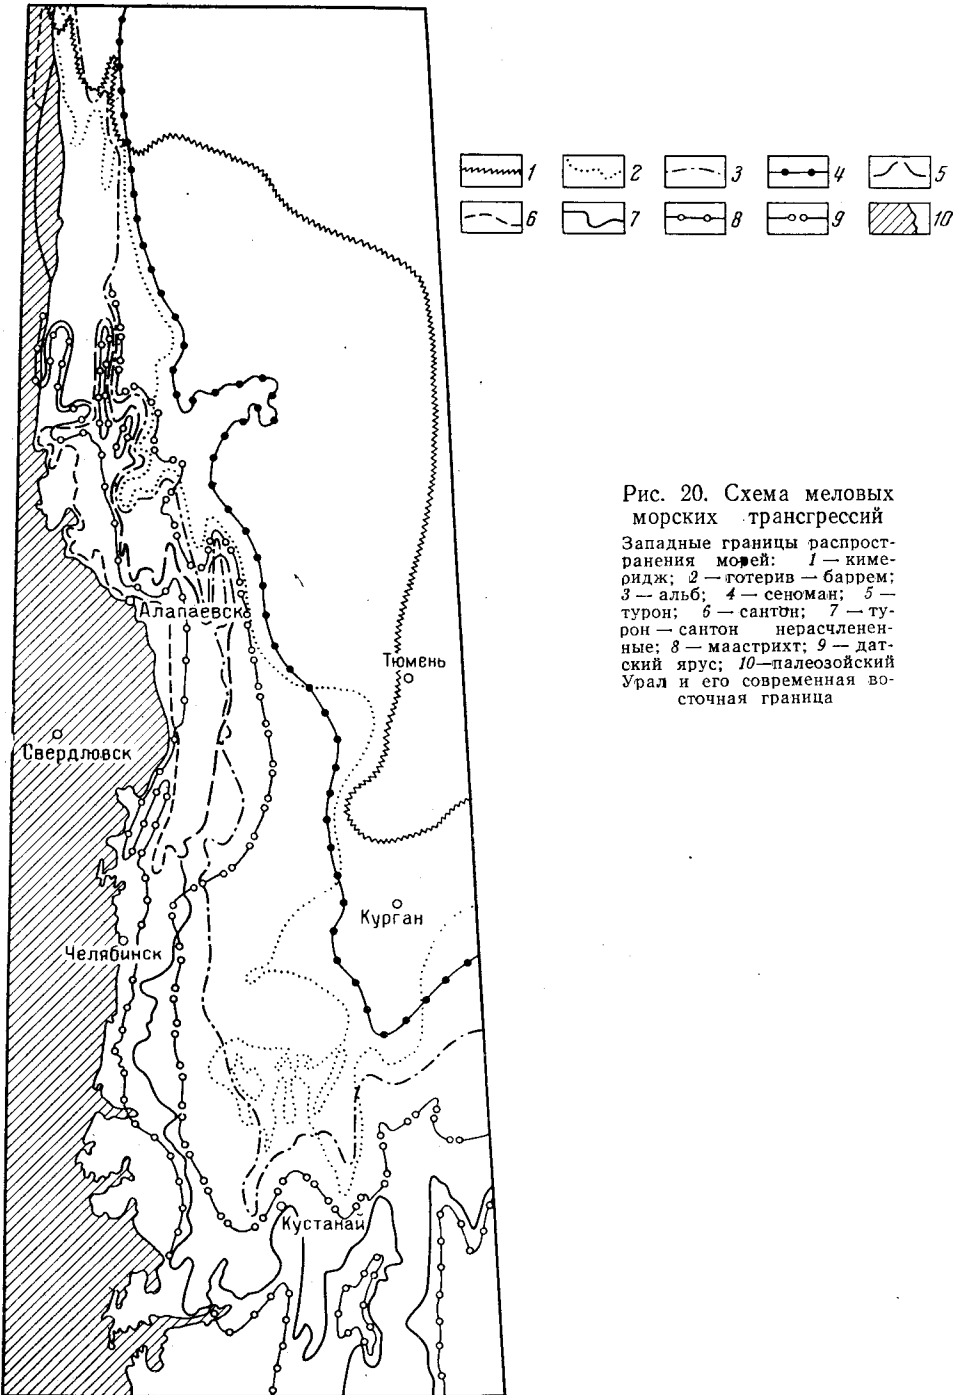 1 2 3 4 5
6 7 8 9 10
Рис. 20. Схема меловых
морских трансгрессий
Западные границы распрост-
ранения морей: 1 — киме-
ридж; 2 — готерив — баррем;
3 — альб; 4 — сеноман; 5 —
турон; 6 — сантон; 7 — ту-
рон — сантон нерасчленен-
ные; 8 — маастрихт; 9 — дат-
ский ярус; 10—палеозойский
Урал и его современная во-
сточная граница
Алапаевск
Тюмень
Свердловск
Курган
Челябинск
Кустанай